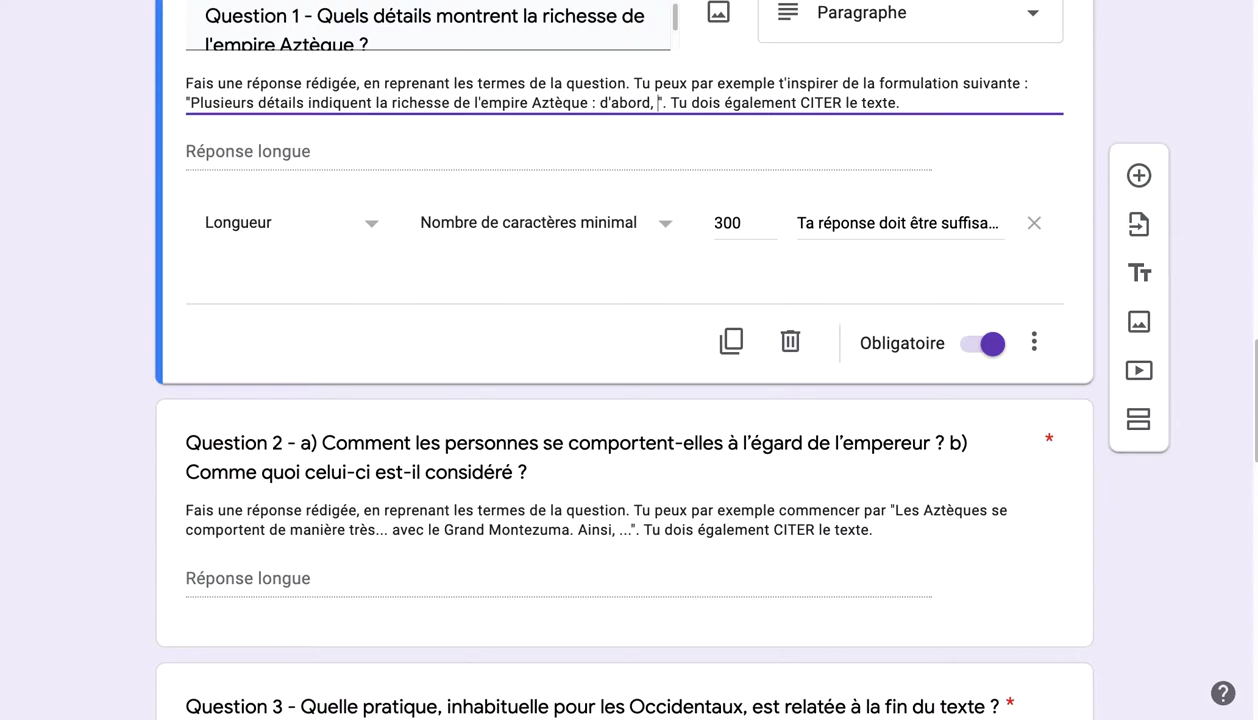 Question 1 - Quels détails montrent la richesse de
l'empire Aztèque ?
Paragraphe
Fais une réponse rédigée, en reprenant les termes de la question. Tu peux par exemple t'inspirer de la formulation suivante :
"Plusieurs détails indiquent la richesse de l'empire Aztèque : d'abord, ". Tu dois également CITER le texte.
Réponse longue
Longueur
Nombre de caractères minimal
300
Ta réponse doit être suffisa...
Obligatoire
Question 2 - a) Comment les personnes se comportent-elles à l’égard de l’empereur ? b) *
Comme quoi celui-ci est-il considéré ?
Fais une réponse rédigée, en reprenant les termes de la question. Tu peux par exemple commencer par "Les Aztèques se
comportent de manière très... avec le Grand Montezuma. Ainsi, ...". Tu dois également CITER le texte.
Réponse longue
Question 3 - Quelle pratique, inhabituelle pour les Occidentaux, est relatée à la fin du texte ? *